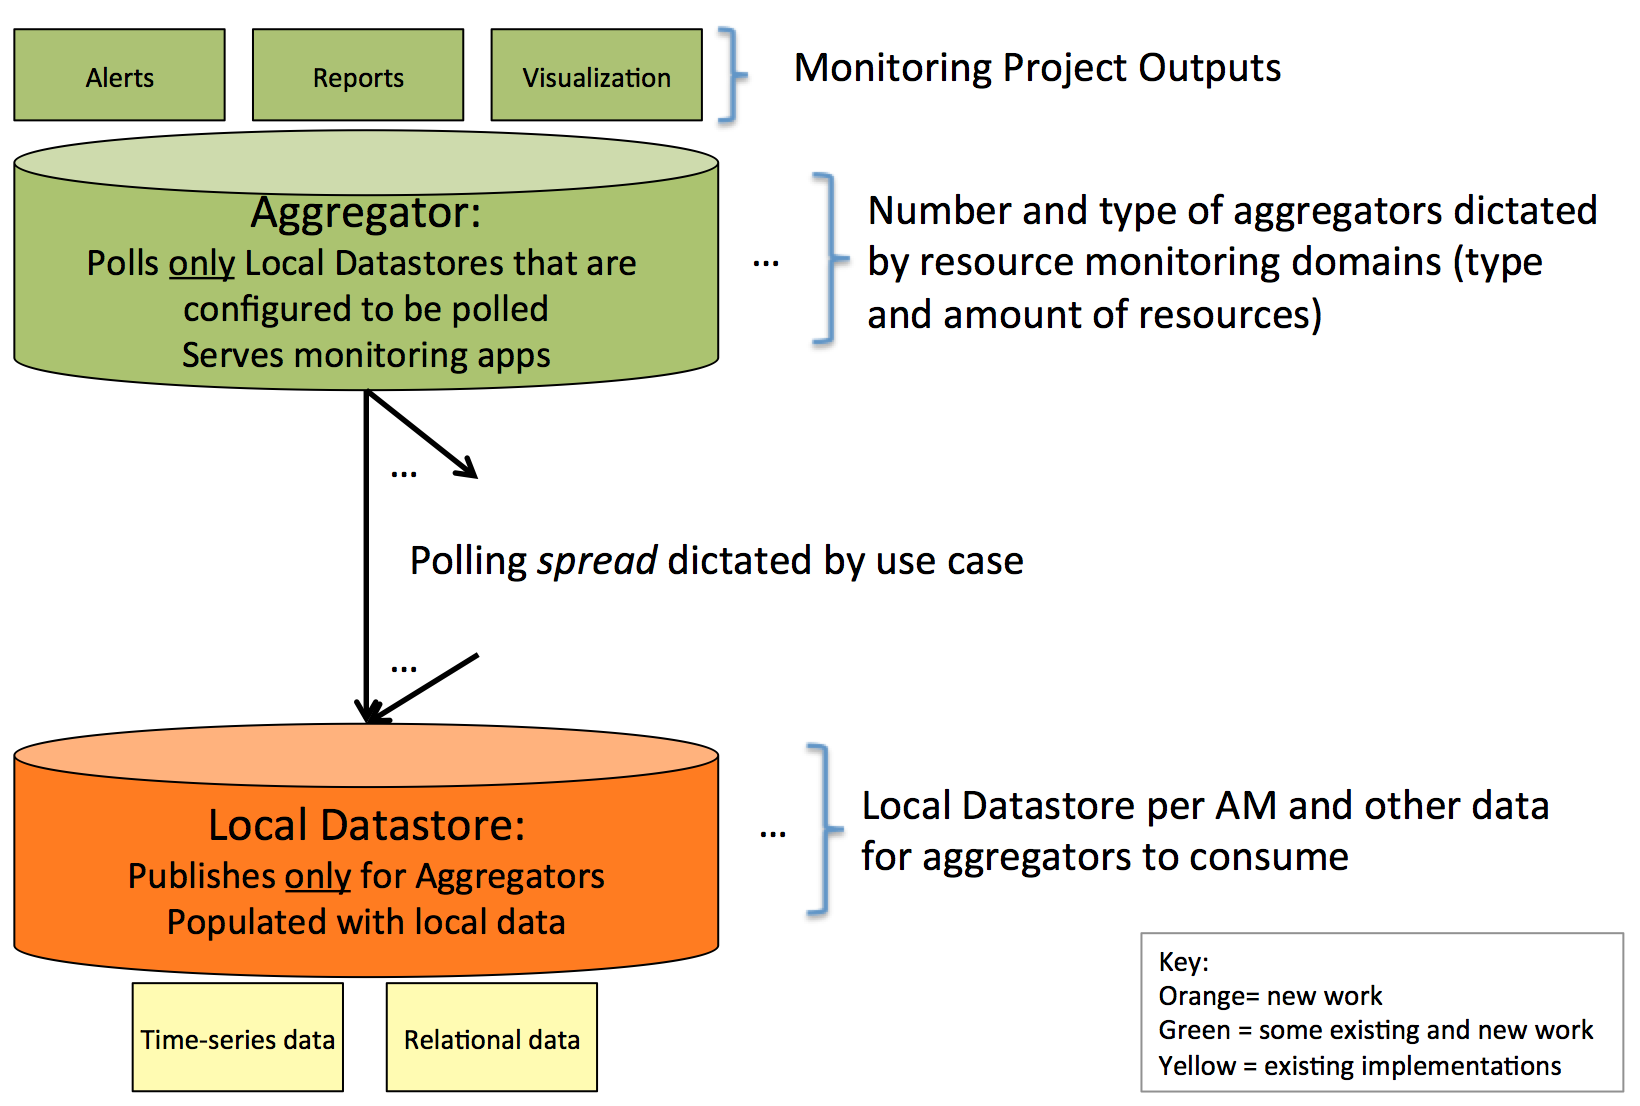 Alerts
Reports
Visualization
Monitoring Project Outputs
Aggregator:
Polls only Local Datastores that are
configured to be polled
Serves monitoring apps
...
Number and type of aggregators dictated
by resource monitoring domains (type
and amount of resources)
...
Polling spread dictated by use case
...
Local Datastore:
Publishes only for Aggregators
Populated with local data
...
Local Datastore per AM and other data
for aggregators to consume
Time-series data
Relational data
Key:
Orange= new work
Green = some existing and new work
Yellow = existing implementations